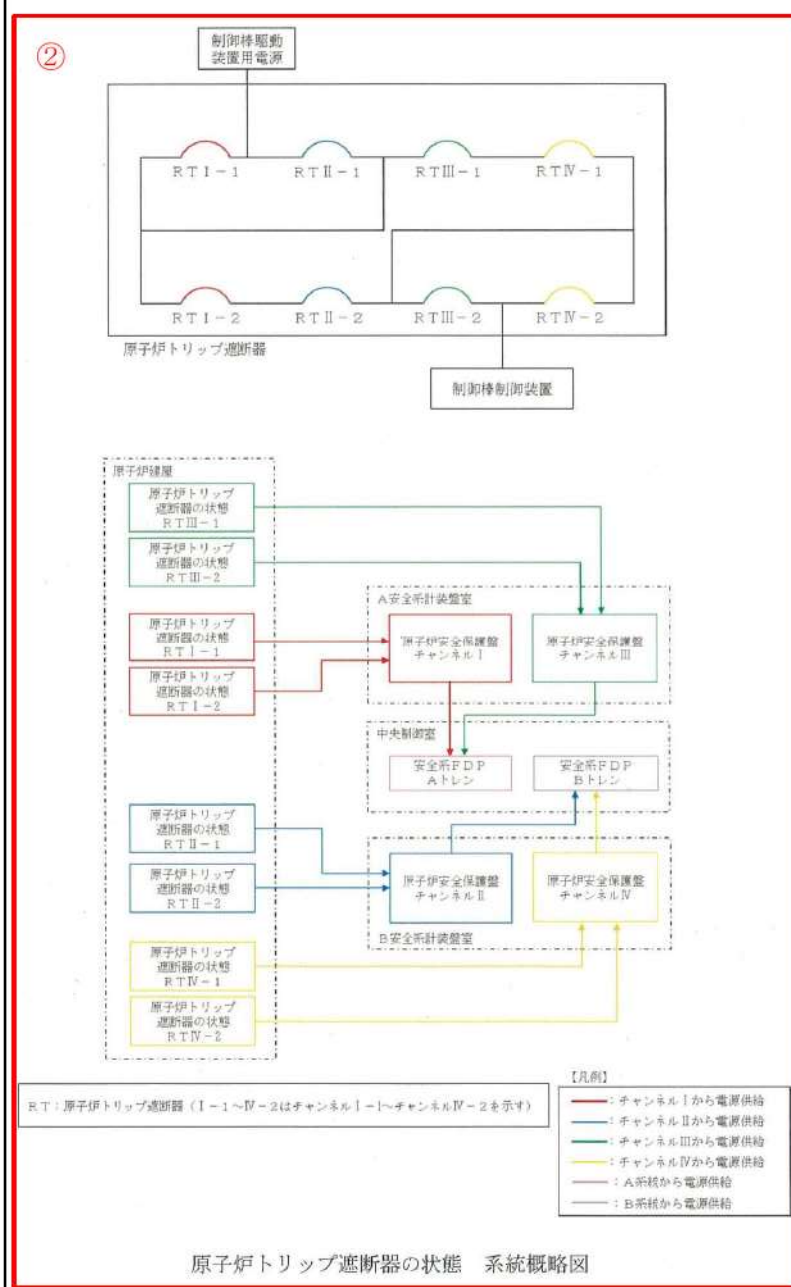 ②
制御棒駆動
装置用電源
RTⅠ-1
RTⅡ-1
RTⅢ-1
RTⅣ-1
RTⅠ-2
RTⅡ-2
RTⅢ-2
RTⅣ-2
原子炉トリップ遮断器
制御棒制御装置
原子炉建屋
原子炉トリップ
遮断器の状態
RTⅢ-1
原子炉トリップ
遮断器の状態
RTⅢ-2
原子炉トリップ
遮断器の状態
RTⅠ-1
原子炉トリップ
遮断器の状態
RTⅠ-2
A安全系計装盤室
原子炉安全保護盤
チャンネルⅠ
原子炉安全保護盤
チャンネルⅢ
中央制御室
安全系FDP
Aトレン
安全系FDP
Bトレン
原子炉トリップ
遮断器の状態
RTⅡ-1
原子炉トリップ
遮断器の状態
RTⅡ-2
原子炉安全保護盤
チャンネルⅡ
原子炉安全保護盤
チャンネルⅣ
B安全系計装盤室
原子炉トリップ
遮断器の状態
RTⅣ-1
原子炉トリップ
遮断器の状態
RTⅣ-2
RT:原子炉トリップ遮断器(Ⅰ-1~Ⅳ-2はチャンネルⅠ-1~チャンネルⅣ-2を示す)
【凡例】
:チャンネルⅠから電源供給
:チャンネルⅡから電源供給
:チャンネルⅢから電源供給
:チャンネルⅣから電源供給
:A系統から電源供給
:B系統から電源供給
原子炉トリップ遮断器の状態 系統概略図